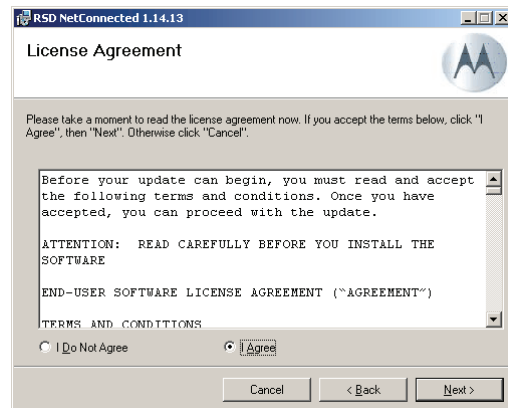 RSD NetConnected 1.14.13
License Agreement
Please take a moment to read the license agreement now. If you accept the terms below, click "I
Agree", then "Next". Otherwise click "Cancel".
Before your update can begin, you must read and accept
the following terms and conditions. Once you have
accepted, you can proceed with the update.
ATTENTION:  READ CAREFULLY BEFORE YOU INSTALL THE
SOFTWARE
END-USER SOFTWARE LICENSE AGREEMENT ("AGREEMENT")
TERMS AND CONDITIONS
I Do Not Agree
I Agree
Cancel
< Back
Next >